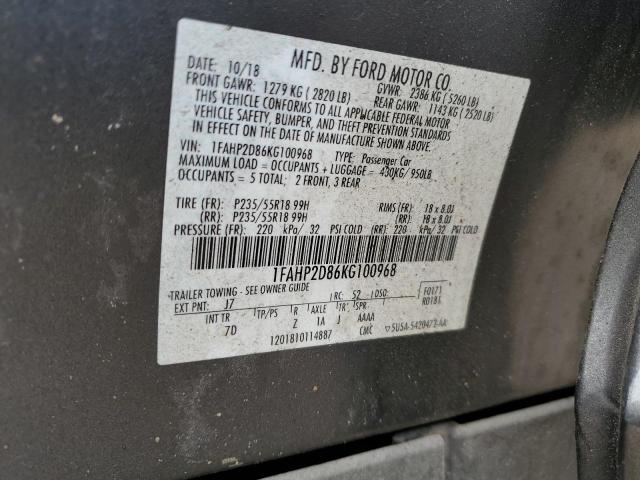 MFD. BY FORD MOTOR CO.
DATE: 10/18 GVWR: 2386 KG (5260 LB)
FRONT GAWR: 1279 KG (2820 LB) REAR GAWR: 1143 KG (2520 LB)
THIS VEHICLE CONFORMS TO ALL APPLICABLE FEDERAL MOTOR
VEHICLE SAFETY, BUMPER, AND THEFT PREVENTION STANDARDS
IN EFFECT ON THE DATE OF MANUFACTURE SHOWN ABOVE.
VIN: 1FAHP2D86KG100968 TYPE: Passenger Car
MAXIMUM LOAD = OCCUPANTS + LUGGAGE = 430KG/ 950LB
OCCUPANTS = 5 TOTAL; 2 FRONT, 3 REAR
TIRE (FR): P235/55R18 99H RIMS (FR): 18 x 8.0J
(RR): P235/55R18 99H (RR): 18 x 8.0J
PRESSURE (FR): 220 kPa/ 32 PSI COLD (RR): 220 kPa/ 32 PSI COLD
1FAHP2D86KG100968
TRAILER TOWING - SEE OWNER GUIDE
EXT PNT: J7 RC: 52 DSO: F0171
R0181
INT TR TP/PS R AXLE TR SPR
7D Z 1A J AAAA
1201810114887 CMC 5U5A-5420472-AA